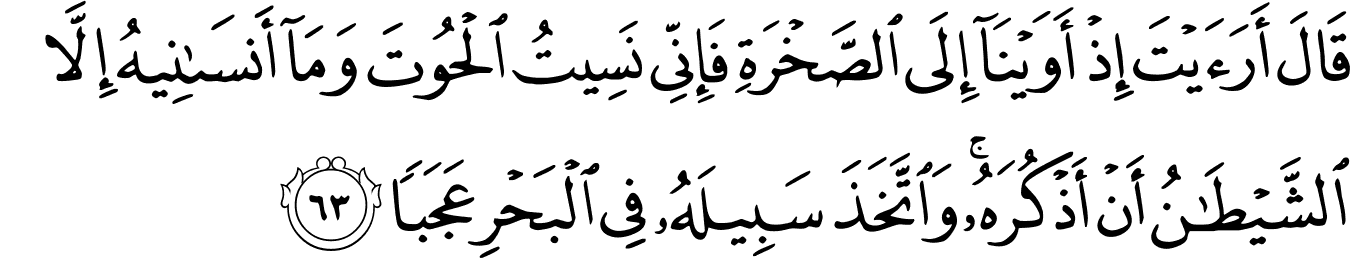 قَالَ أَرَءَيْتَ إِذْ أَوَيْنَآ إِلَى ٱلصَّخْرَةِ فَإِنِّى نَسِيتُ ٱلْحُوتَ وَمَآ أَنسَىٰنِيهُ إِلَّا
ٱلشَّيْطَـٰنُ أَنْ أَذْكُرَهُۥ ۚ وَٱتَّخَذَ سَبِيلَهُۥ فِى ٱلْبَحْرِ عَجَبًا ٦٣